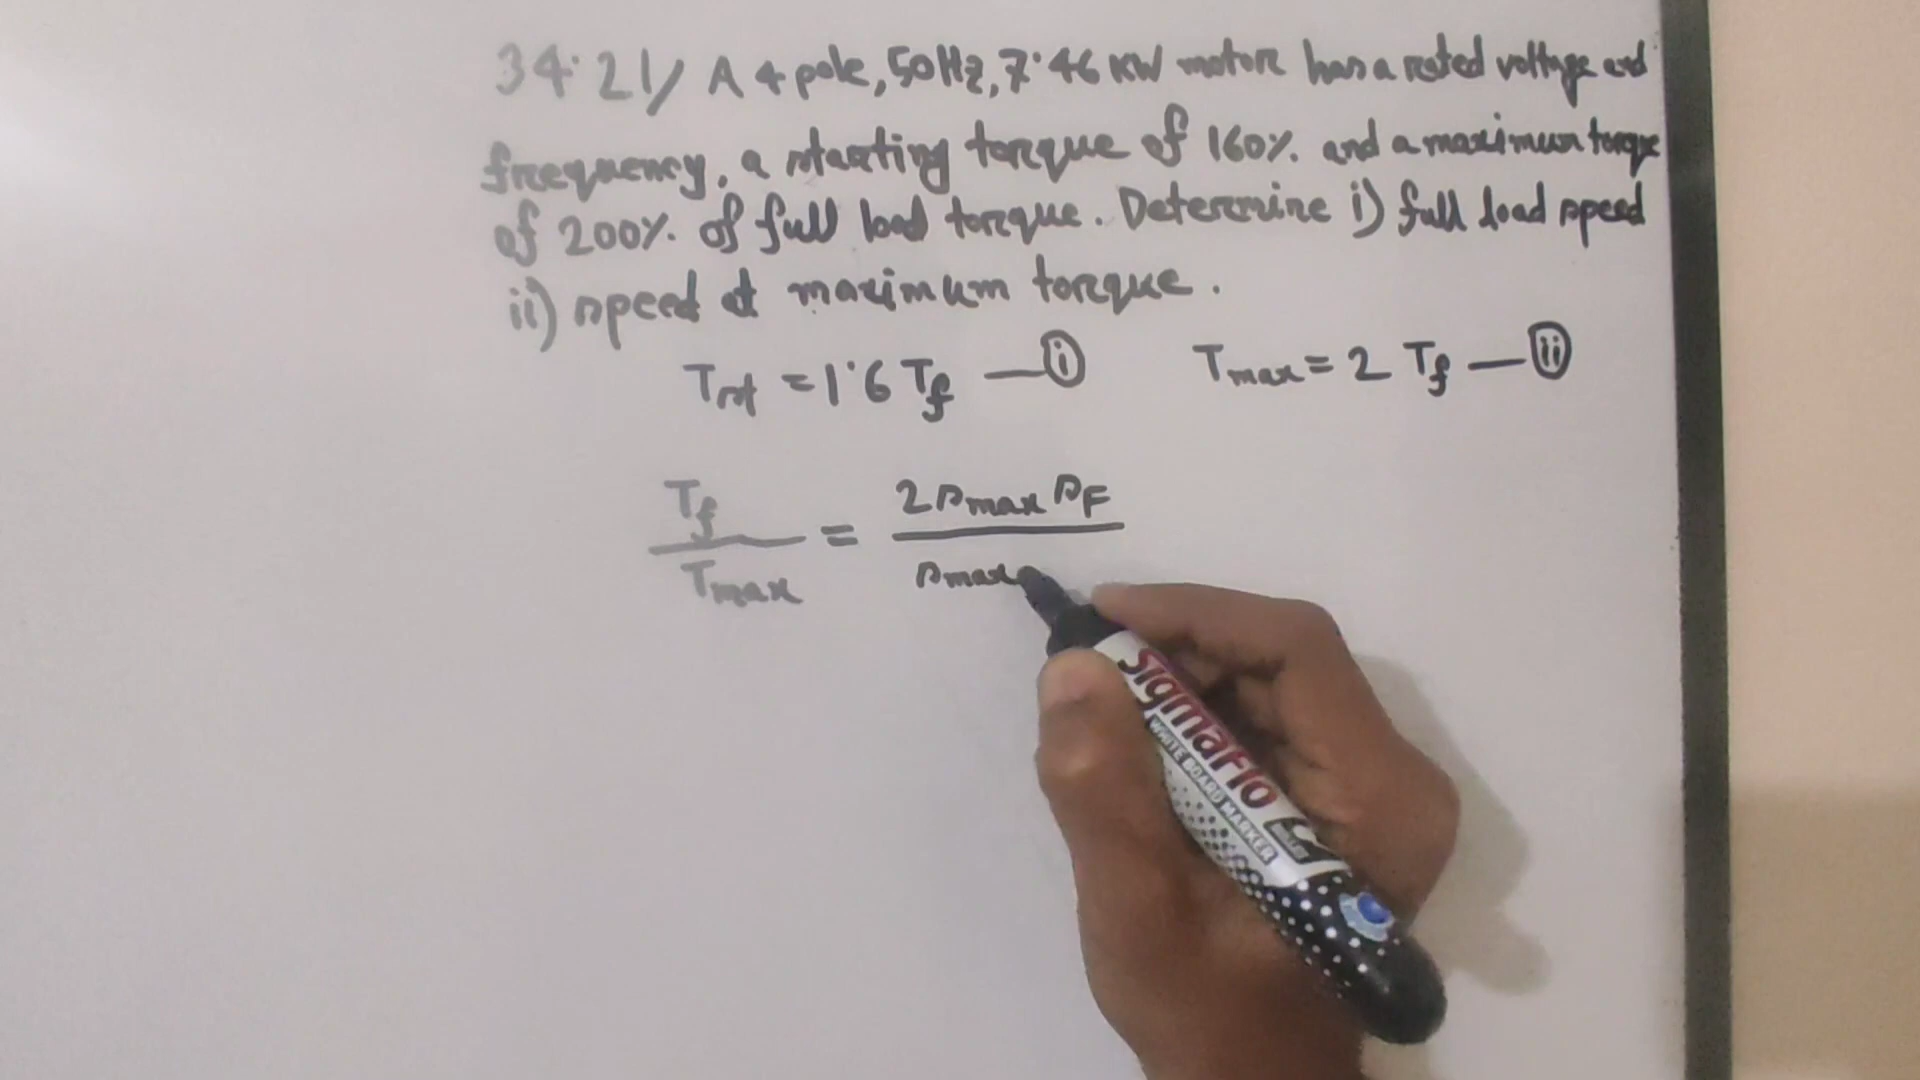 34.21/ A 4 pole, 50Hz, 7.46 KW motor has a rated voltage and
frequency, a starting torque of 160%. and a maximum torque
of 200%. of full load torque. Determine i) full load speed
ii) speed at maximum torque.
Tst = 1.6 Tf — (i) Tmax = 2 Tf — (ii)
Tf / Tmax = 2 smax sF / smax
Sigmaflo
WHITE BOARD MARKER